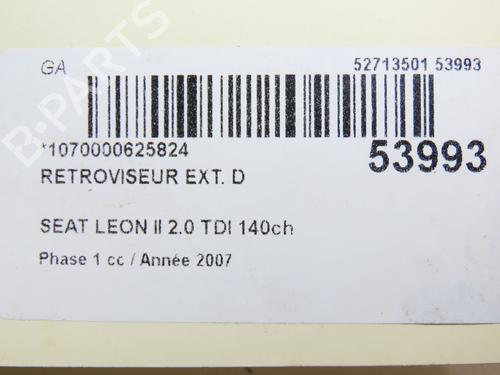 GA
52713501 53993
*1070000625824
53993
RETROVISEUR EXT. D
SEAT LEON II 2.0 TDI 140ch
Phase 1 cc / Année 2007
B-PARTS